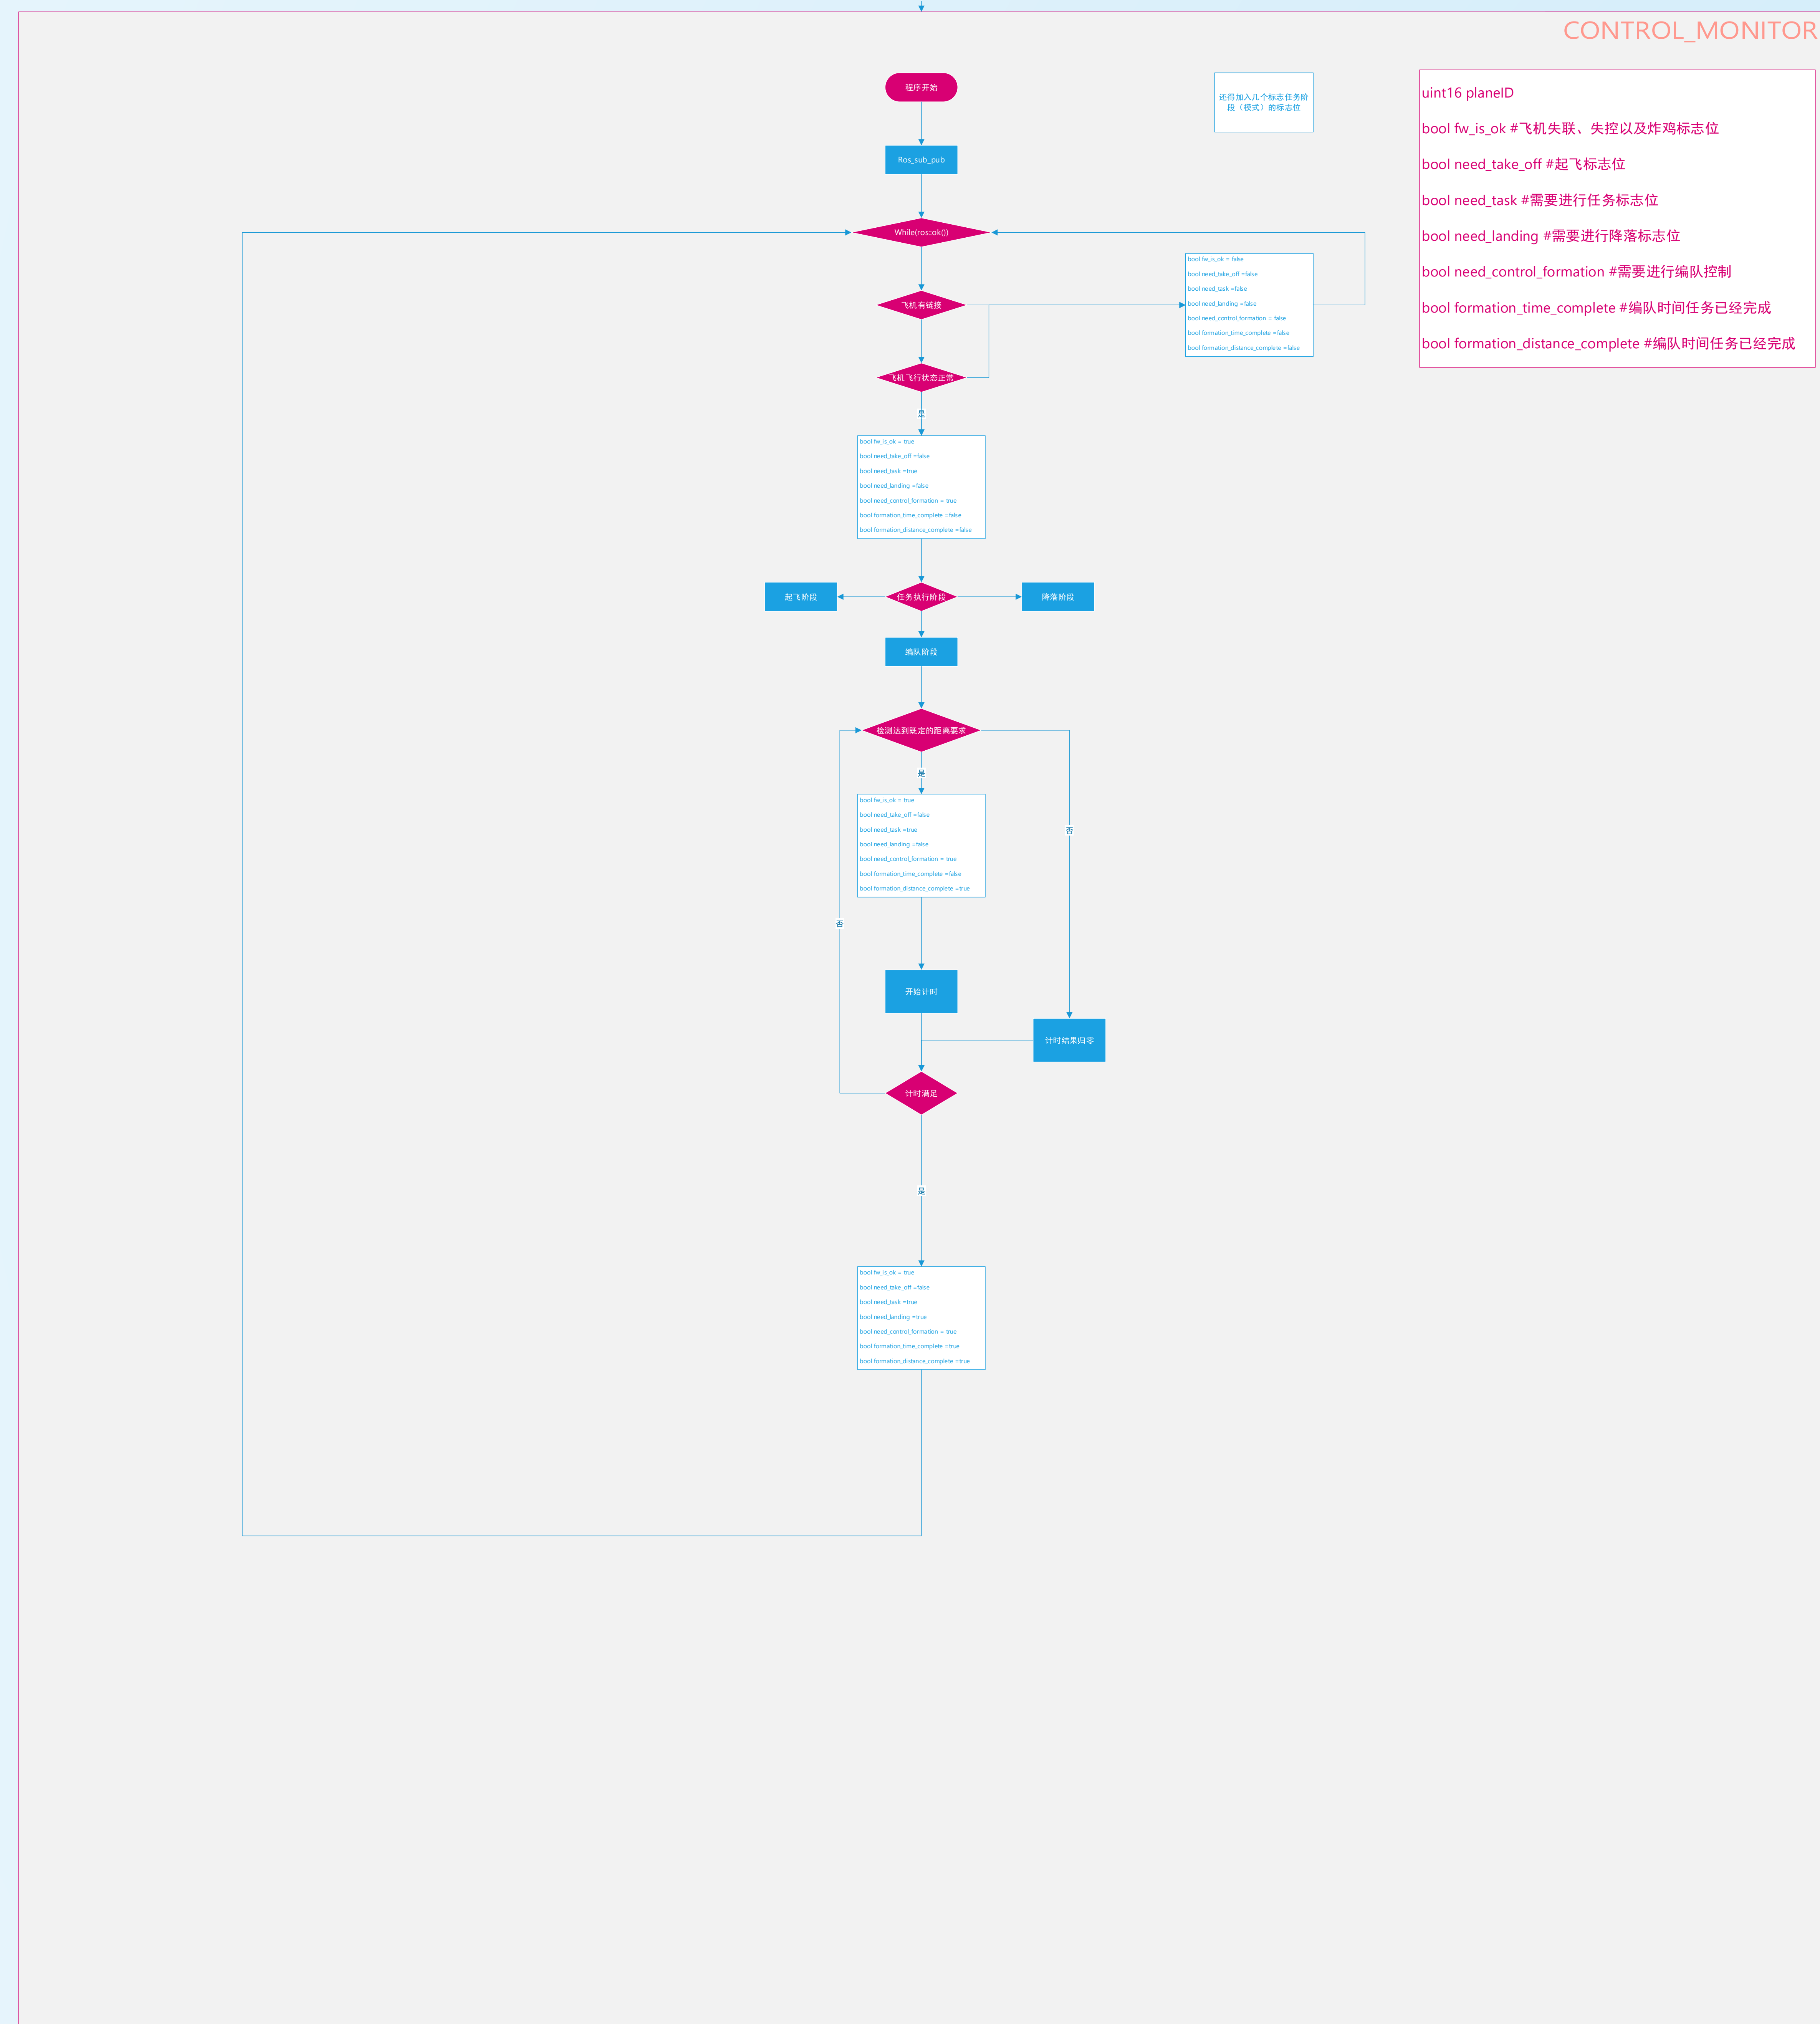 CONTROL_MONITOR
程序开始
还得加入几个标志任务阶
段（模式）的标志位
uint16 planeID
bool fw_is_ok #飞机失联、失控以及炸鸡标志位
bool need_take_off #起飞标志位
bool need_task #需要进行任务标志位
bool need_landing #需要进行降落标志位
bool need_control_formation #需要进行编队控制
bool formation_time_complete #编队时间任务已经完成
bool formation_distance_complete #编队时间任务已经完成
Ros_sub_pub
While(ros::ok())
飞机有链接
bool fw_is_ok = false
bool need_take_off =false
bool need_task =false
bool need_landing =false
bool need_control_formation = false
bool formation_time_complete =false
bool formation_distance_complete =false
飞机飞行状态正常
是
bool fw_is_ok = true
bool need_take_off =false
bool need_task =true
bool need_landing =false
bool need_control_formation = true
bool formation_time_complete =false
bool formation_distance_complete =false
起飞阶段
任务执行阶段
降落阶段
编队阶段
检测达到既定的距离要求
是
bool fw_is_ok = true
bool need_take_off =false
bool need_task =true
bool need_landing =false
bool need_control_formation = true
bool formation_time_complete =false
bool formation_distance_complete =true
否
否
开始计时
计时结果归零
计时满足
是
bool fw_is_ok = true
bool need_take_off =false
bool need_task =true
bool need_landing =true
bool need_control_formation = true
bool formation_time_complete =true
bool formation_distance_complete =true